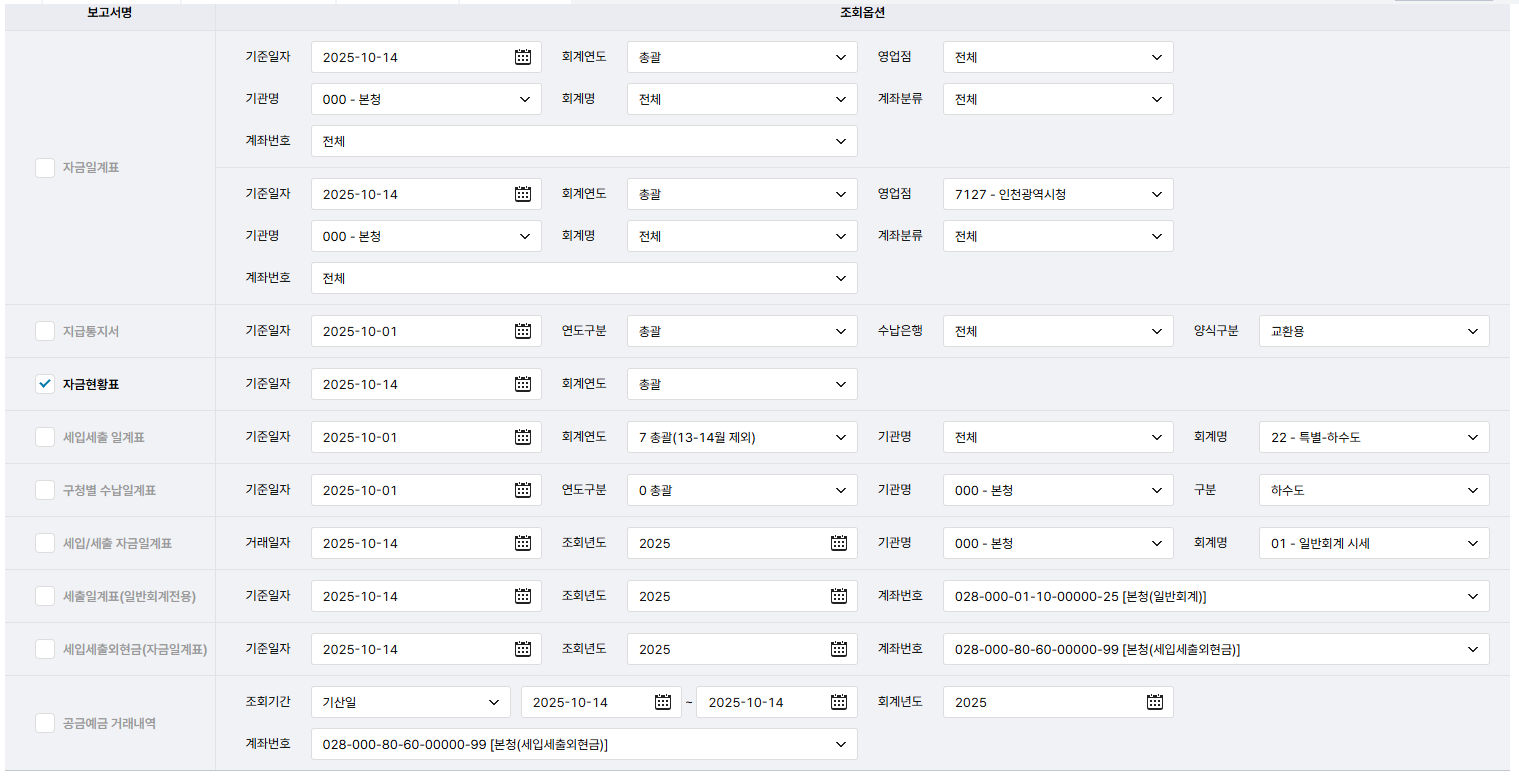 보고서명 조회옵션
기준일자 2025-10-14 회계연도 총괄 영업점 전체
기관명 000 - 본청 회계명 전체 계좌분류 전체
계좌번호 전체
자금일계표
기준일자 2025-10-14 회계연도 총괄 영업점 7127 - 인천광역시청
기관명 000 - 본청 회계명 전체 계좌분류 전체
계좌번호 전체
지급통지서 기준일자 2025-10-01 연도구분 총괄 수납은행 전체 양식구분 교환용
자금현황표 기준일자 2025-10-14 회계연도 총괄
세입세출 일계표 기준일자 2025-10-01 회계연도 7 총괄(13-14월 제외) 기관명 전체 회계명 22 - 특별-하수도
구청별 수납일계표 기준일자 2025-10-01 연도구분 0 총괄 기관명 000 - 본청 구분 하수도
세입/세출 자금일계표 거래일자 2025-10-14 조회년도 2025 기관명 000 - 본청 회계명 01 - 일반회계 시세
세출일계표(일반회계전용) 기준일자 2025-10-14 조회년도 2025 계좌번호 028-000-01-10-00000-25 [본청(일반회계)]
세입세출외현금(자금일계표) 기준일자 2025-10-14 조회년도 2025 계좌번호 028-000-80-60-00000-99 [본청(세입세출외현금)]
조회기간 기산일 2025-10-14 ~ 2025-10-14 회계년도 2025
공금예금 거래내역
계좌번호 028-000-80-60-00000-99 [본청(세입세출외현금)]